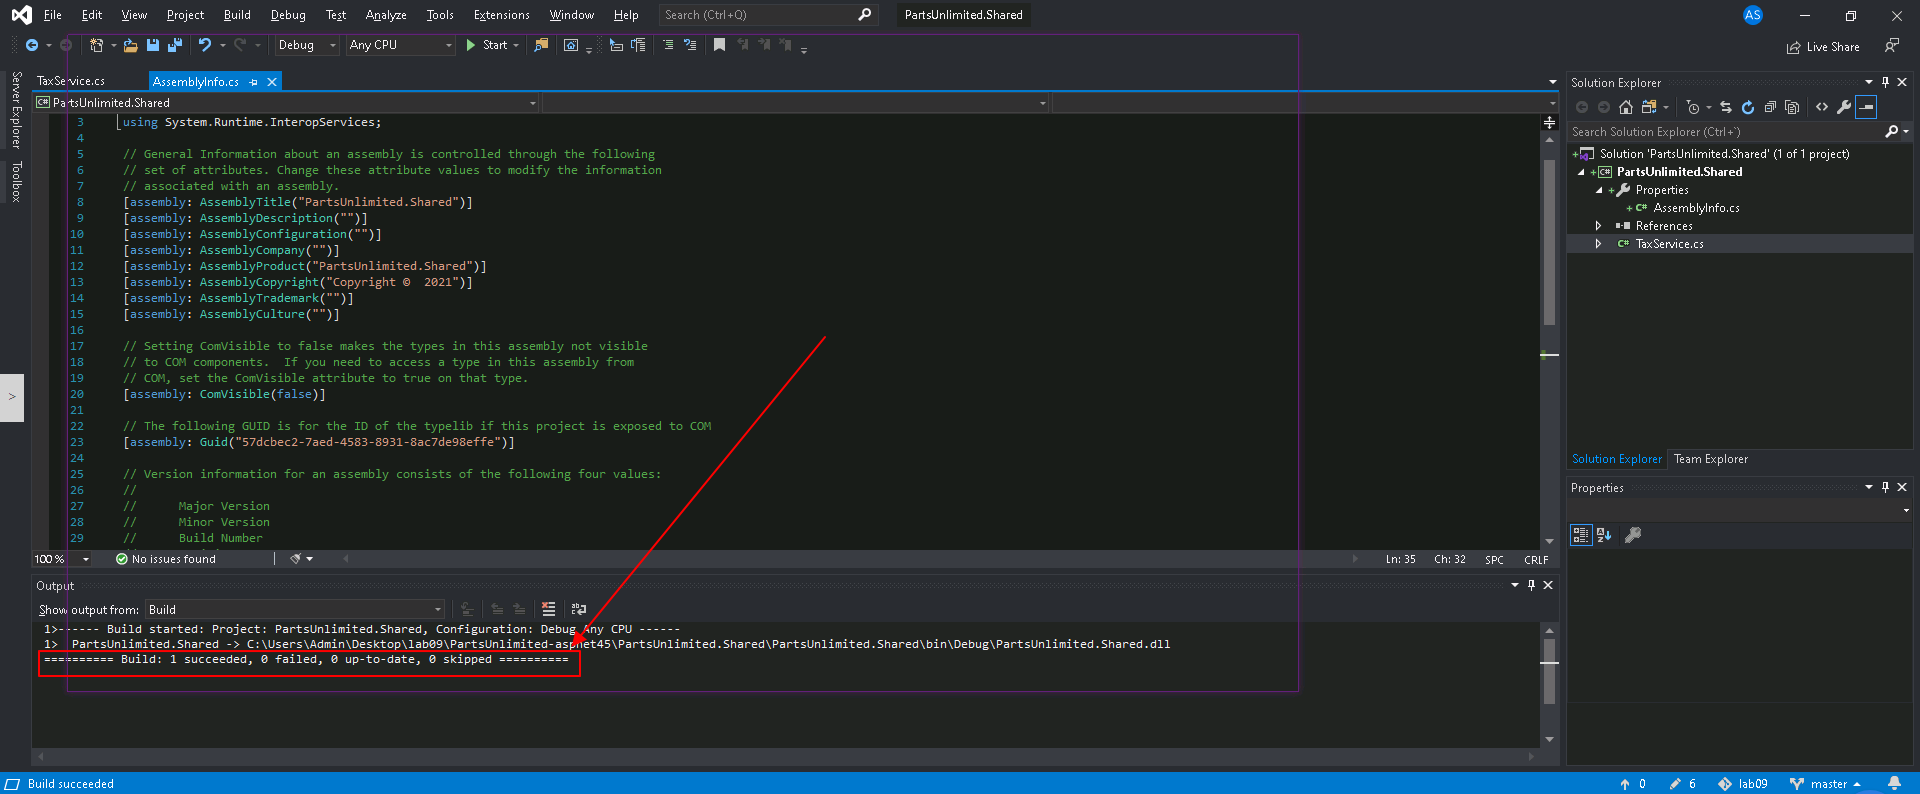 File Edit View Project Build Debug Test Analyze Tools Extensions Window Help Search (Ctrl+Q) PartsUnlimited.Shared AS
Debug Any CPU Start Live Share
Server Explorer
Toolbox
TaxService.cs AssemblyInfo.cs
PartsUnlimited.Shared
3 using System.Runtime.InteropServices;
4
5 // General Information about an assembly is controlled through the following
6 // set of attributes. Change these attribute values to modify the information
7 // associated with an assembly.
8 [assembly: AssemblyTitle("PartsUnlimited.Shared")]
9 [assembly: AssemblyDescription("")]
10 [assembly: AssemblyConfiguration("")]
11 [assembly: AssemblyCompany("")]
12 [assembly: AssemblyProduct("PartsUnlimited.Shared")]
13 [assembly: AssemblyCopyright("Copyright ©  2021")]
14 [assembly: AssemblyTrademark("")]
15 [assembly: AssemblyCulture("")]
16
17 // Setting ComVisible to false makes the types in this assembly not visible
18 // to COM components.  If you need to access a type in this assembly from
19 // COM, set the ComVisible attribute to true on that type.
20 [assembly: ComVisible(false)]
21
22 // The following GUID is for the ID of the typelib if this project is exposed to COM
23 [assembly: Guid("57dcbec2-7aed-4583-8931-8ac7de98effe")]
24
25 // Version information for an assembly consists of the following four values:
26 //
27 //      Major Version
28 //      Minor Version
29 //      Build Number
100 % No issues found Ln: 35 Ch: 32 SPC CRLF
Output
Show output from: Build
1>------ Build started: Project: PartsUnlimited.Shared, Configuration: Debug Any CPU ------
1>  PartsUnlimited.Shared -> C:\Users\Admin\Desktop\lab09\PartsUnlimited-aspnet45\PartsUnlimited.Shared\PartsUnlimited.Shared\bin\Debug\PartsUnlimited.Shared.dll
========== Build: 1 succeeded, 0 failed, 0 up-to-date, 0 skipped ==========
Solution Explorer
Search Solution Explorer (Ctrl+`)
Solution 'PartsUnlimited.Shared' (1 of 1 project)
PartsUnlimited.Shared
Properties
C# AssemblyInfo.cs
References
C# TaxService.cs
Solution Explorer Team Explorer
Properties
Build succeeded 0 6 lab09 master